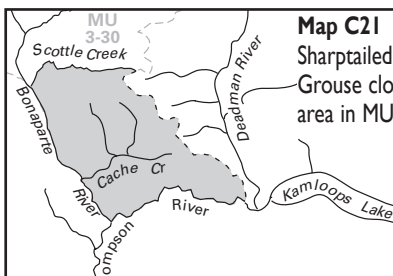 MU
3-30
Map C21
Sharptailed
Grouse clo
area in MU
Scottie Creek
Bonaparte
River
Deadman River
Cache Cr
River
ompson
Kamloops Lake